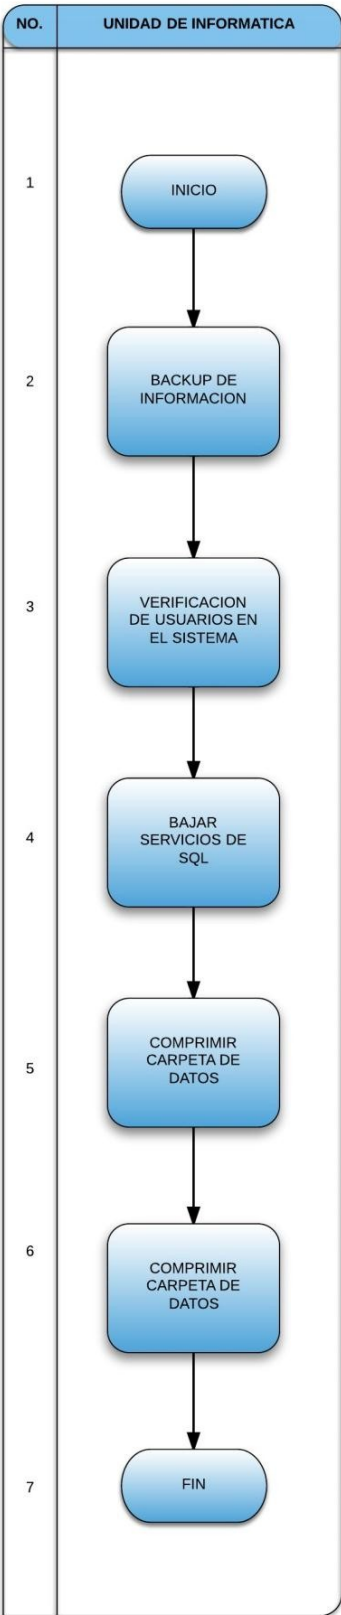 NO.
UNIDAD DE INFORMATICA
1
INICIO
2
BACKUP DE
INFORMACION
3
VERIFICACION
DE USUARIOS EN
EL SISTEMA
4
BAJAR
SERVICIOS DE
SQL
5
COMPRIMIR
CARPETA DE
DATOS
6
COMPRIMIR
CARPETA DE
DATOS
7
FIN